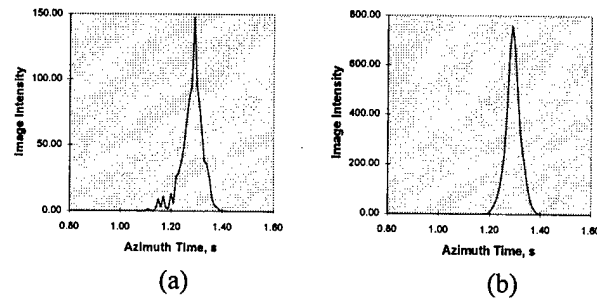 150.00
100.00
50.00
0.00
Image Intensity
0.80 1.00 1.20 1.40 1.60
Azimuth Time, s
(a)
800.00
600.00
400.00
200.00
0.00
Image Intensity
0.80 1.00 1.20 1.40 1.60
Azimuth Time, s
(b)